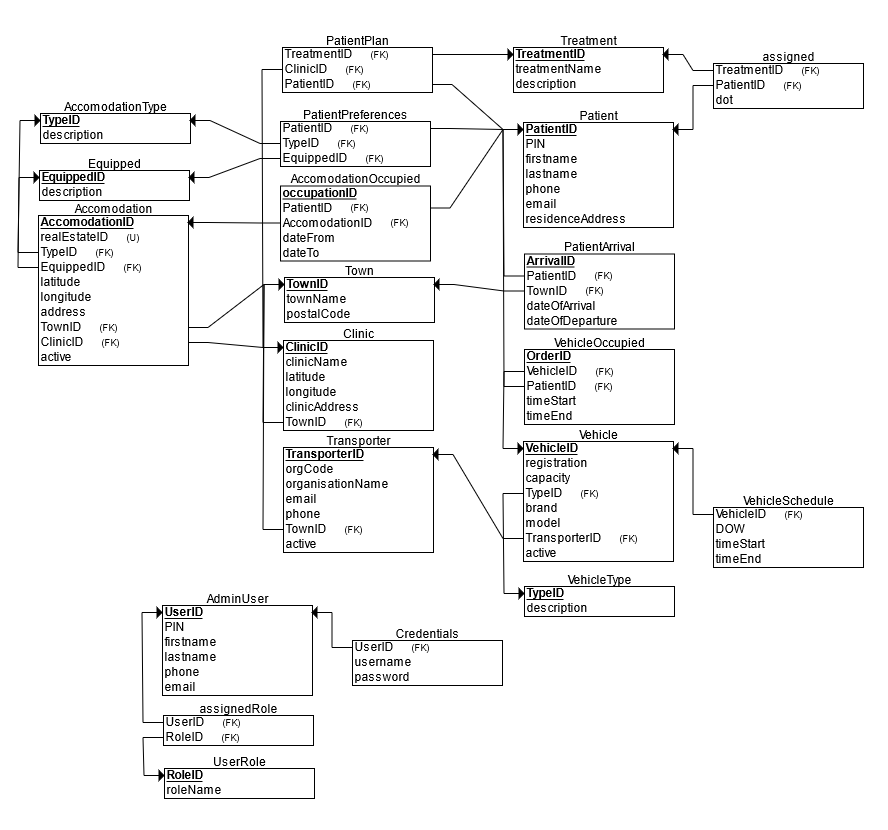 PatientPlan
TreatmentID (FK)
ClinicID (FK)
PatientID (FK)
Treatment
TreatmentID
treatmentName
description
assigned
TreatmentID (FK)
PatientID (FK)
dot
AccomodationType
TypeID
description
PatientPreferences
PatientID (FK)
TypeID (FK)
EquippedID (FK)
Patient
PatientID
PIN
firstname
lastname
phone
email
residenceAddress
Equipped
EquippedID
description
AccomodationOccupied
occupationID
PatientID (FK)
AccomodationID (FK)
dateFrom
dateTo
Accomodation
AccomodationID
realEstateID (U)
TypeID (FK)
EquippedID (FK)
latitude
longitude
address
TownID (FK)
ClinicID (FK)
active
PatientArrival
ArrivalID
PatientID (FK)
TownID (FK)
dateOfArrival
dateOfDeparture
Town
TownID
townName
postalCode
Clinic
ClinicID
clinicName
latitude
longitude
clinicAddress
TownID (FK)
VehicleOccupied
OrderID
VehicleID (FK)
PatientID (FK)
timeStart
timeEnd
Transporter
TransporterID
orgCode
organisationName
email
phone
TownID (FK)
active
Vehicle
VehicleID
registration
capacity
TypeID (FK)
brand
model
TransporterID (FK)
active
VehicleSchedule
VehicleID (FK)
DOW
timeStart
timeEnd
VehicleType
TypeID
description
AdminUser
UserID
PIN
firstname
lastname
phone
email
Credentials
UserID (FK)
username
password
assignedRole
UserID (FK)
RoleID (FK)
UserRole
RoleID
roleName